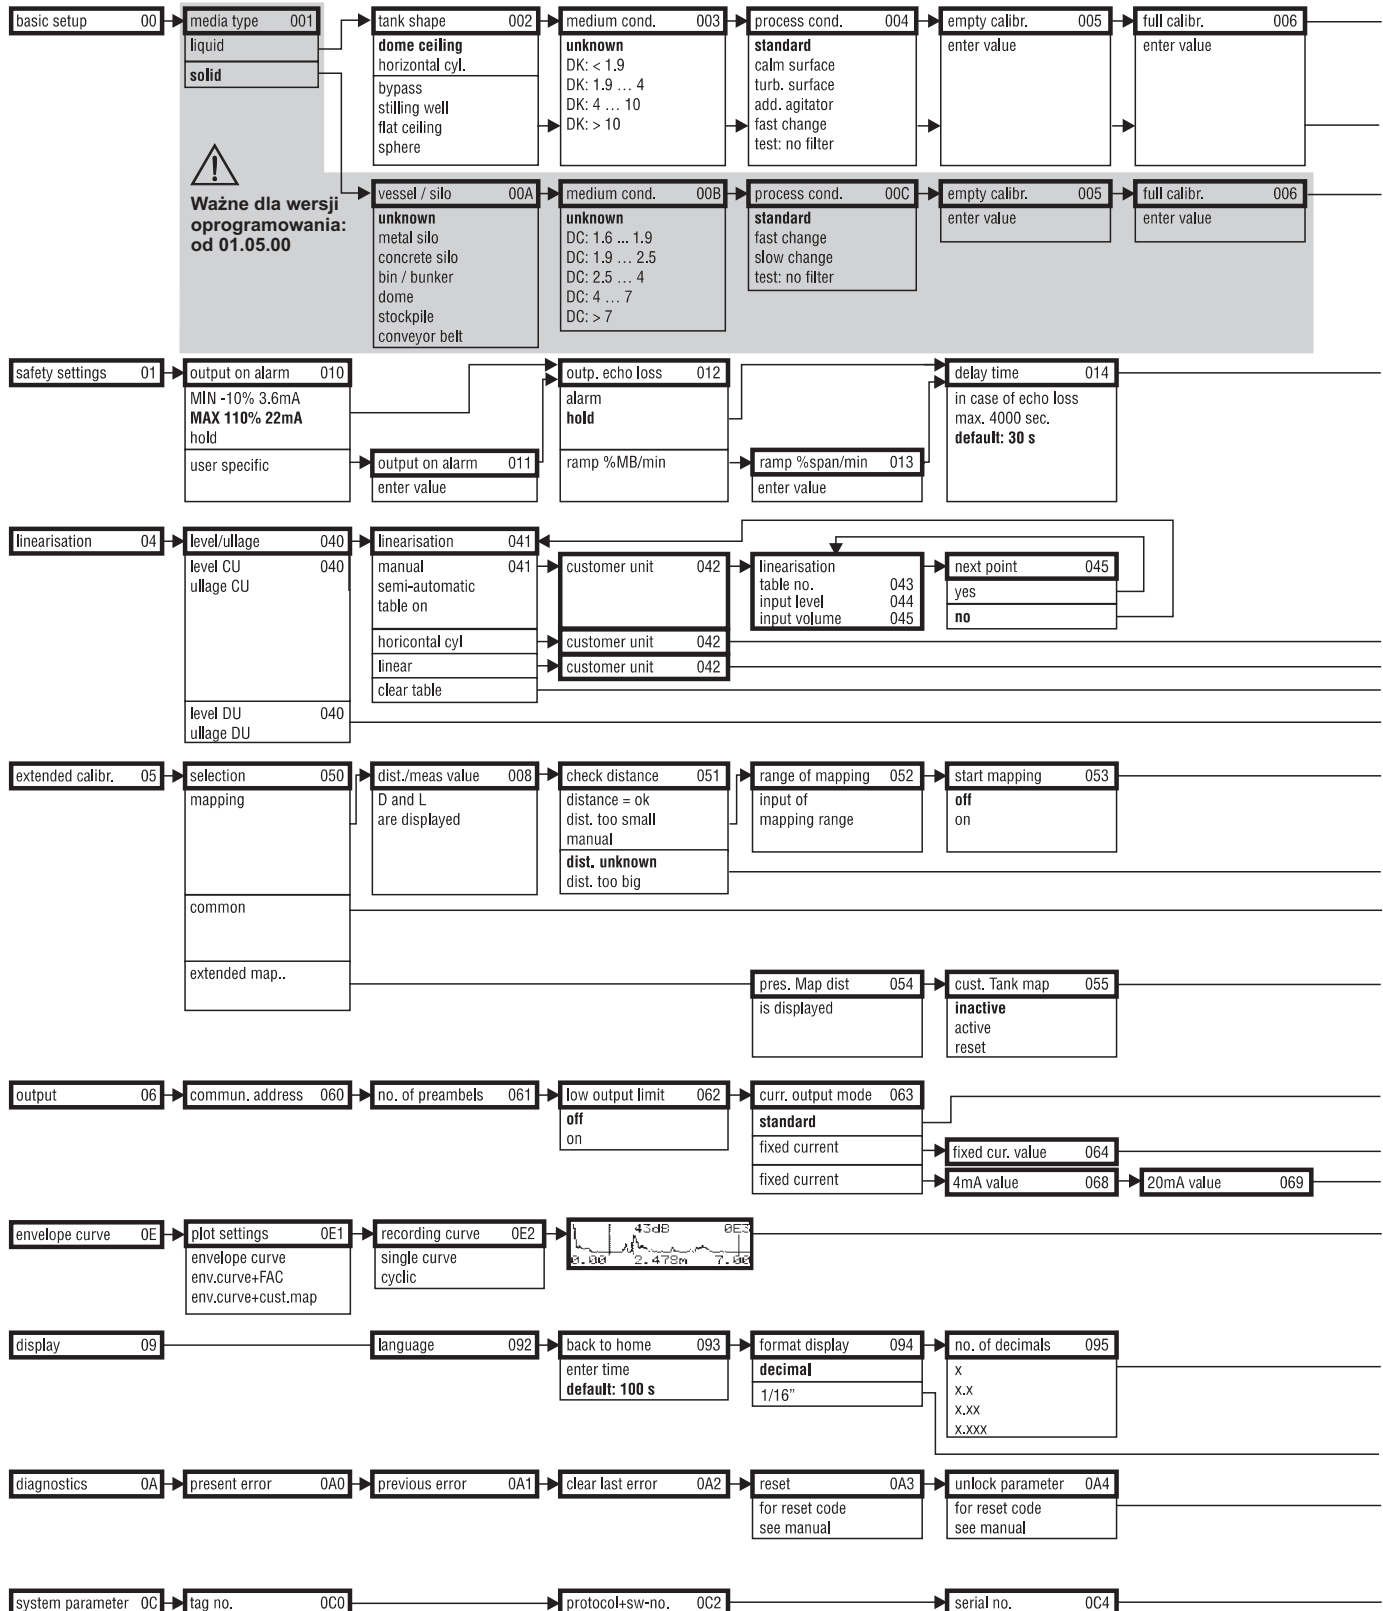 basic setup 00
media type 001
liquid
solid
tank shape 002
dome ceiling
horizontal cyl.
bypass
stilling well
flat ceiling
sphere
medium cond. 003
unknown
DK: < 1.9
DK: 1.9 ... 4
DK: 4 ... 10
DK: > 10
process cond. 004
standard
calm surface
turb. surface
add. agitator
fast change
test: no filter
empty calibr. 005
enter value
full calibr. 006
enter value
Ważne dla wersji
oprogramowania:
od 01.05.00
vessel / silo 00A
unknown
metal silo
concrete silo
bin / bunker
dome
stockpile
conveyor belt
medium cond. 00B
unknown
DC: 1.6 ... 1.9
DC: 1.9 ... 2.5
DC: 2.5 ... 4
DC: 4 ... 7
DC: > 7
process cond. 00C
standard
fast change
slow change
test: no filter
empty calibr. 005
enter value
full calibr. 006
enter value
safety settings 01
output on alarm 010
MIN -10% 3.6mA
MAX 110% 22mA
hold
user specific
output on alarm 011
enter value
outp. echo loss 012
alarm
hold
ramp %MB/min
ramp %span/min 013
enter value
delay time 014
in case of echo loss
max. 4000 sec.
default: 30 s
linearisation 04
level/ullage 040
level CU 040
ullage CU
level DU 040
ullage DU
linearisation 041
manual 041
semi-automatic
table on
horicontal cyl
linear
clear table
customer unit 042
customer unit 042
customer unit 042
linearisation
table no. 043
input level 044
input volume 045
next point 045
yes
no
extended calibr. 05
selection 050
mapping
common
extended map..
dist./meas value 008
D and L
are displayed
check distance 051
distance = ok
dist. too small
manual
dist. unknown
dist. too big
range of mapping 052
input of
mapping range
start mapping 053
off
on
pres. Map dist 054
is displayed
cust. Tank map 055
inactive
active
reset
output 06
commun. address 060
no. of preambels 061
low output limit 062
off
on
curr. output mode 063
standard
fixed current
fixed current
fixed cur. value 064
4mA value 068
20mA value 069
envelope curve 0E
plot settings 0E1
envelope curve
env.curve+FAC
env.curve+cust.map
recording curve 0E2
single curve
cyclic
43dB 0E3
0.00 2.478m 7.00
display 09
language 092
back to home 093
enter time
default: 100 s
format display 094
decimal
1/16”
no. of decimals 095
x
x.x
x.xx
x.xxx
diagnostics 0A
present error 0A0
previous error 0A1
clear last error 0A2
reset 0A3
for reset code
see manual
unlock parameter 0A4
for reset code
see manual
system parameter 0C
tag no. 0C0
protocol+sw-no. 0C2
serial no. 0C4